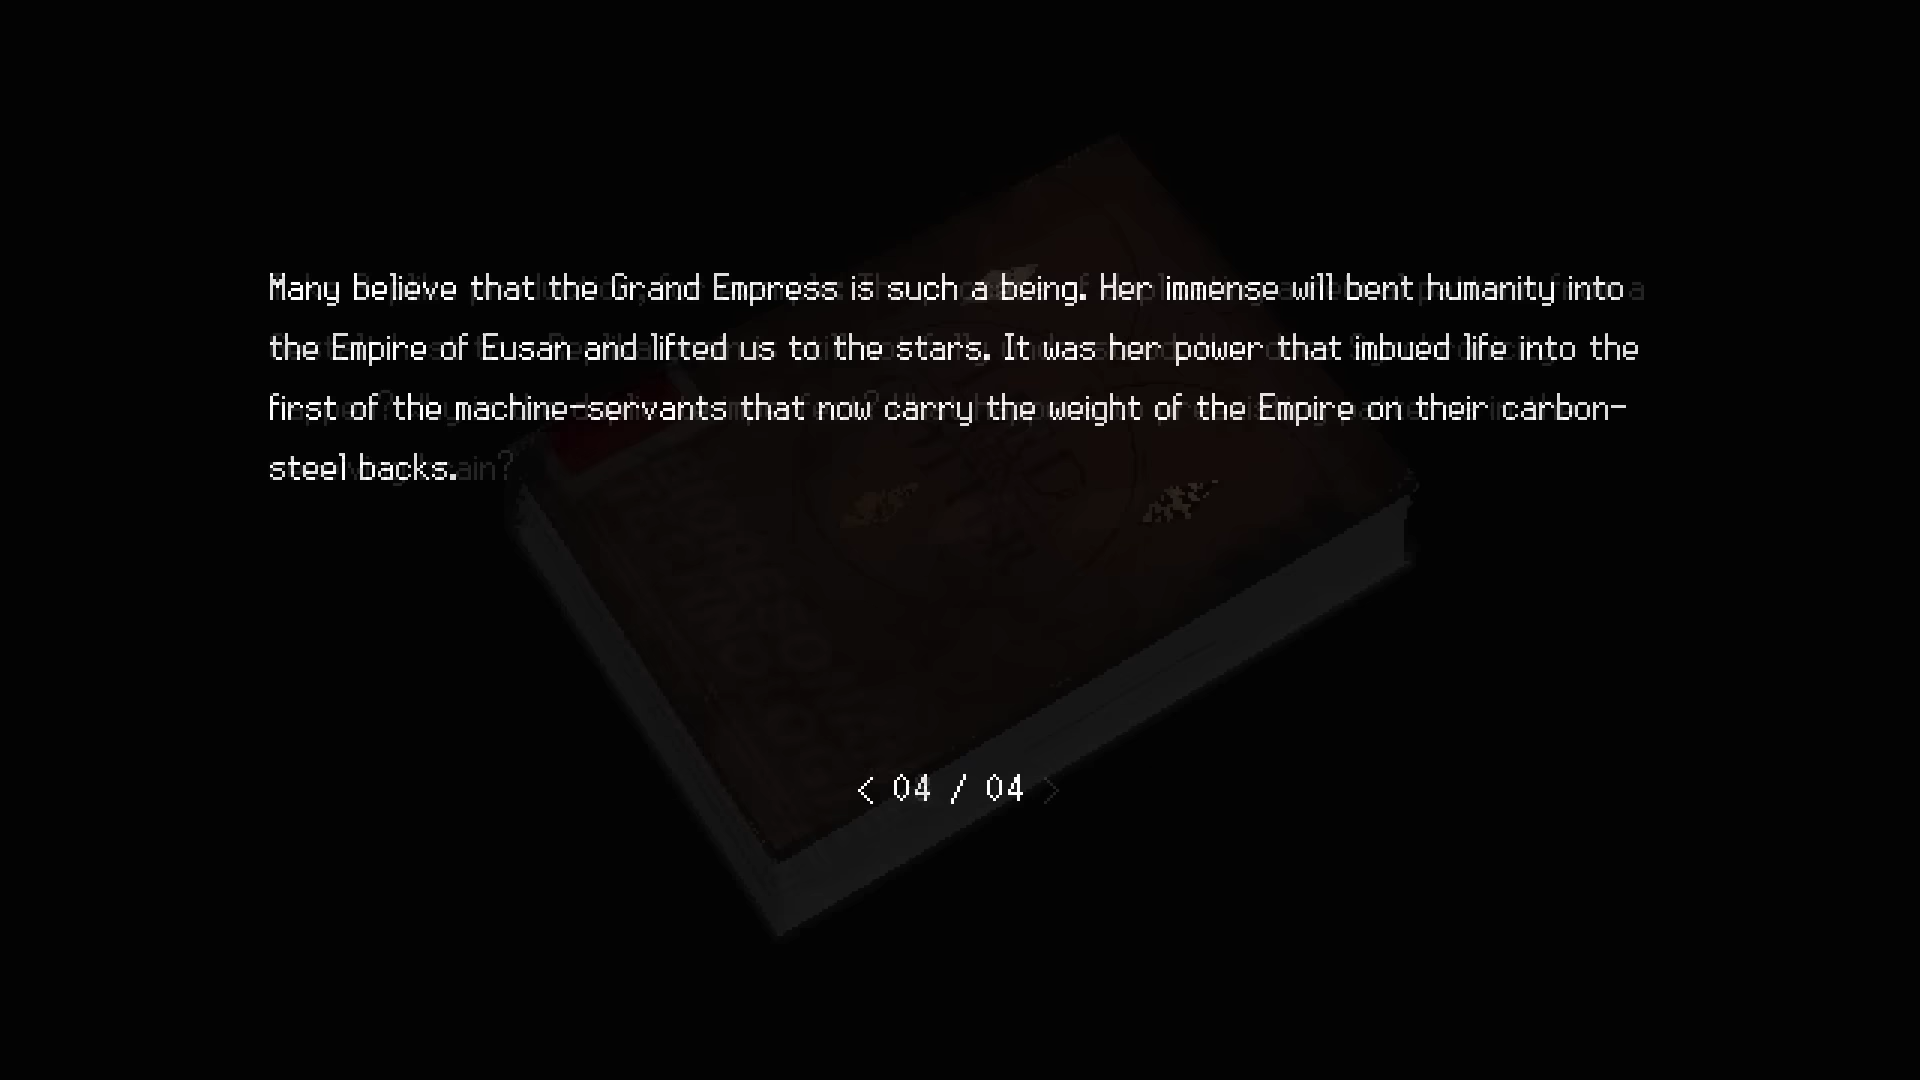 Many believe that the Grand Empress is such a being. Her immense will bent humanity into
the Empire of Eusan and lifted us to the stars. It was her power that imbued life into the
first of the machine-servants that now carry the weight of the Empire on their carbon-
steel backs.
< 04 / 04 >